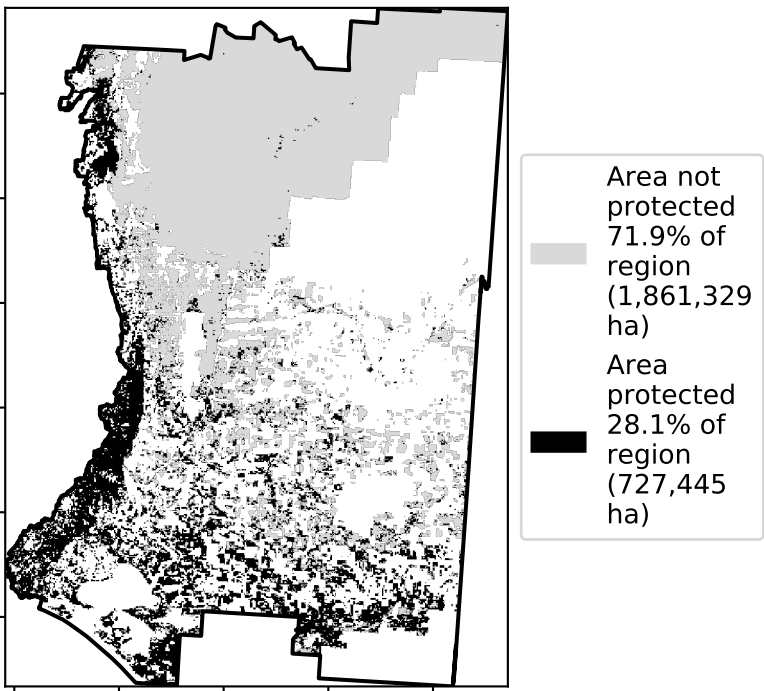 Area not
protected
71.9% of
region
(1,861,329
ha)
Area
protected
28.1% of
region
(727,445
ha)